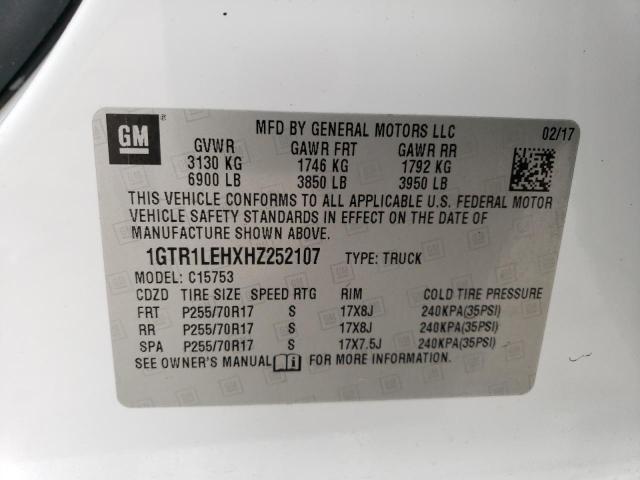 GM
MFD BY GENERAL MOTORS LLC 02/17
GVWR GAWR FRT GAWR RR
3130 KG 1746 KG 1792 KG
6900 LB 3850 LB 3950 LB
THIS VEHICLE CONFORMS TO ALL APPLICABLE U.S. FEDERAL MOTOR
VEHICLE SAFETY STANDARDS IN EFFECT ON THE DATE OF
MANUFACTURE SHOWN ABOVE.
1GTR1LEHXHZ252107 TYPE: TRUCK
MODEL: C15753
CDZD TIRE SIZE SPEED RTG RIM COLD TIRE PRESSURE
FRT P255/70R17 S 17X8J 240KPA(35PSI)
RR P255/70R17 S 17X8J 240KPA(35PSI)
SPA P255/70R17 S 17X7.5J 240KPA(35PSI)
SEE OWNER'S MANUAL FOR MORE INFORMATION.